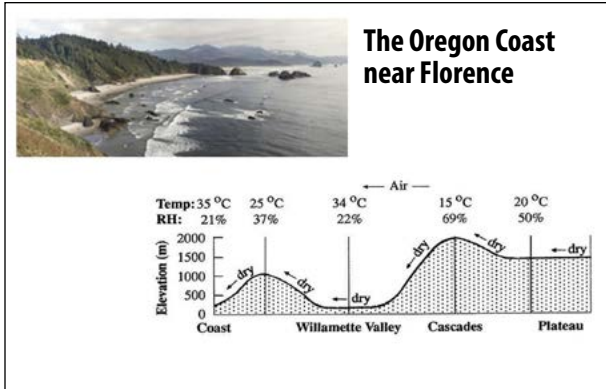 The Oregon Coast
near Florence
← Air —
Temp: 35 °C 25 °C 34 °C 15 °C 20 °C
RH: 21% 37% 22% 69% 50%
Elevation (m)
2000
1500
1000
500
0
← dry
← dry
← dry
← dry
← dry
← dry
Coast Willamette Valley Cascades Plateau